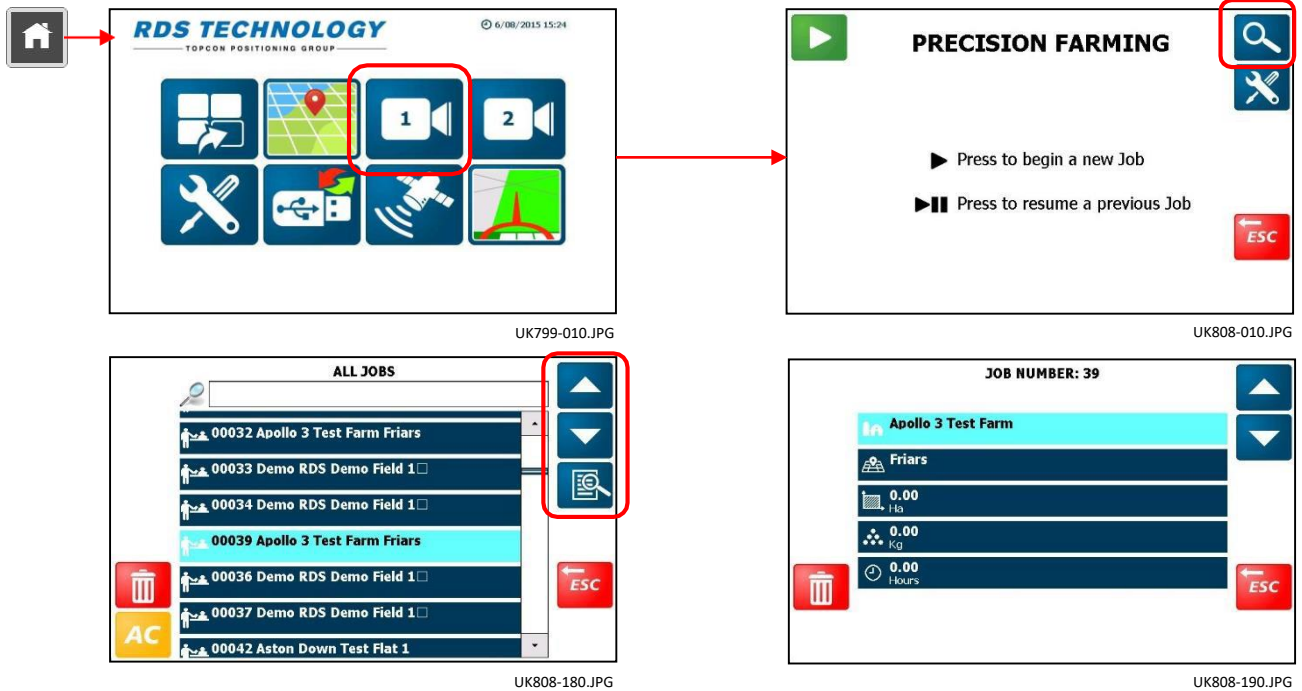 RDS TECHNOLOGY
TOPCON POSITIONING GROUP
6/08/2015 15:24
1
2
UK799-010.JPG
PRECISION FARMING
Press to begin a new Job
Press to resume a previous Job
ESC
UK808-010.JPG
ALL JOBS
00032 Apollo 3 Test Farm Friars
00033 Demo RDS Demo Field 1□
00034 Demo RDS Demo Field 1□
00039 Apollo 3 Test Farm Friars
00036 Demo RDS Demo Field 1□
00037 Demo RDS Demo Field 1□
00042 Aston Down Test Flat 1
AC
ESC
UK808-180.JPG
JOB NUMBER: 39
Apollo 3 Test Farm
Friars
0.00
Ha
0.00
Kg
0.00
Hours
ESC
UK808-190.JPG